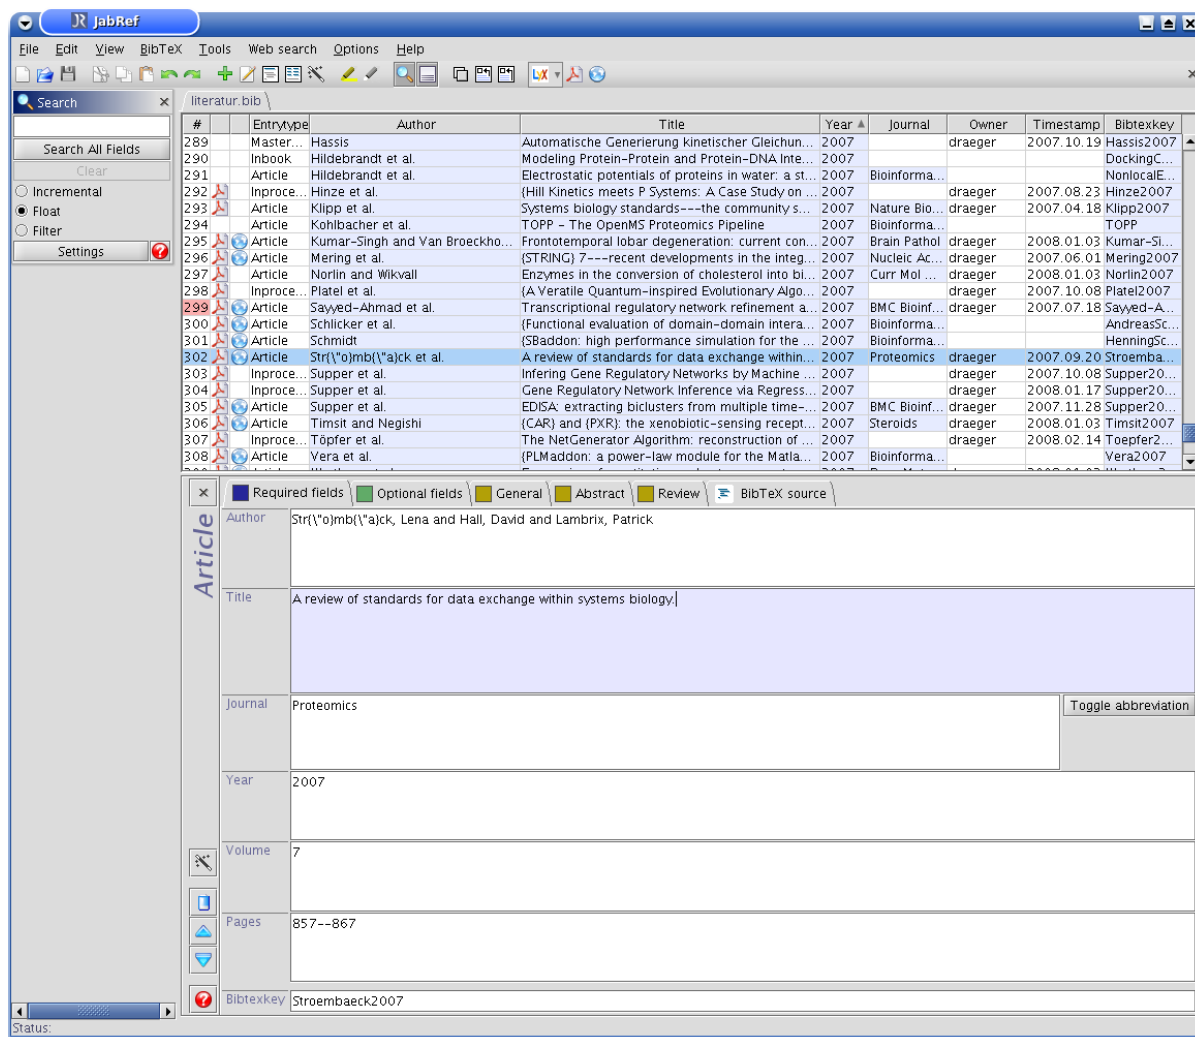 JabRef
File Edit View BibTeX Tools Web search Options Help
Search
literatur.bib
# Entrytype Author Title Year Journal Owner Timestamp Bibtexkey
Search All Fields
Clear
Incremental
Float
Filter
Settings
289 Master... Hassis Automatische Generierung kinetischer Gleichun... 2007 draeger 2007.10.19 Hassis2007
290 Inbook Hildebrandt et al. Modeling Protein-Protein and Protein-DNA Inte... 2007 DockingC...
291 Article Hildebrandt et al. Electrostatic potentials of proteins in water: a st... 2007 Bioinforma... NonlocalE...
292 Inproce... Hinze et al. {Hill Kinetics meets P Systems: A Case Study on ... 2007 draeger 2007.08.23 Hinze2007
293 Article Klipp et al. Systems biology standards---the community s... 2007 Nature Bio... draeger 2007.04.18 Klipp2007
294 Article Kohlbacher et al. TOPP - The OpenMS Proteomics Pipeline 2007 Bioinforma... TOPP
295 Article Kumar-Singh and Van Broeckho... Frontotemporal lobar degeneration: current con... 2007 Brain Pathol draeger 2008.01.03 Kumar-Si...
296 Article Mering et al. {STRING} 7---recent developments in the integ... 2007 Nucleic Ac... draeger 2007.06.01 Mering2007
297 Article Norlin and Wikvall Enzymes in the conversion of cholesterol into bi... 2007 Curr Mol ... draeger 2008.01.03 Norlin2007
298 Inproce... Platel et al. {A Veratile Quantum-inspired Evolutionary Algo... 2007 draeger 2007.10.08 Platel2007
299 Article Sayyed-Ahmad et al. Transcriptional regulatory network refinement a... 2007 BMC Bioinf... draeger 2007.07.18 Sayyed-A...
300 Article Schlicker et al. {Functional evaluation of domain-domain intera... 2007 Bioinforma... AndreasSc...
301 Article Schmidt {SBaddon: high performance simulation for the ... 2007 Bioinforma... HenningSc...
302 Article Str{\"o}mb{\"a}ck et al. A review of standards for data exchange within... 2007 Proteomics draeger 2007.09.20 Stroemba...
303 Inproce... Supper et al. Infering Gene Regulatory Networks by Machine ... 2007 draeger 2007.10.08 Supper20...
304 Inproce... Supper et al. Gene Regulatory Network Inference via Regress... 2007 draeger 2008.01.17 Supper20...
305 Article Supper et al. EDISA: extracting biclusters from multiple time-... 2007 BMC Bioinf... draeger 2007.11.28 Supper20...
306 Article Timsit and Negishi {CAR} and {PXR}: the xenobiotic-sensing recept... 2007 Steroids draeger 2008.01.03 Timsit2007
307 Inproce... Töpfer et al. The NetGenerator Algorithm: reconstruction of ... 2007 draeger 2008.02.14 Toepfer2...
308 Article Vera et al. {PLMaddon: a power-law module for the Matla... 2007 Bioinforma... Vera2007
Required fields Optional fields General Abstract Review BibTeX source
Article
Author Str{\"o}mb{\"a}ck, Lena and Hall, David and Lambrix, Patrick
Title A review of standards for data exchange within systems biology.
Journal Proteomics Toggle abbreviation
Year 2007
Volume 7
Pages 857--867
Bibtexkey Stroembaeck2007
Status: